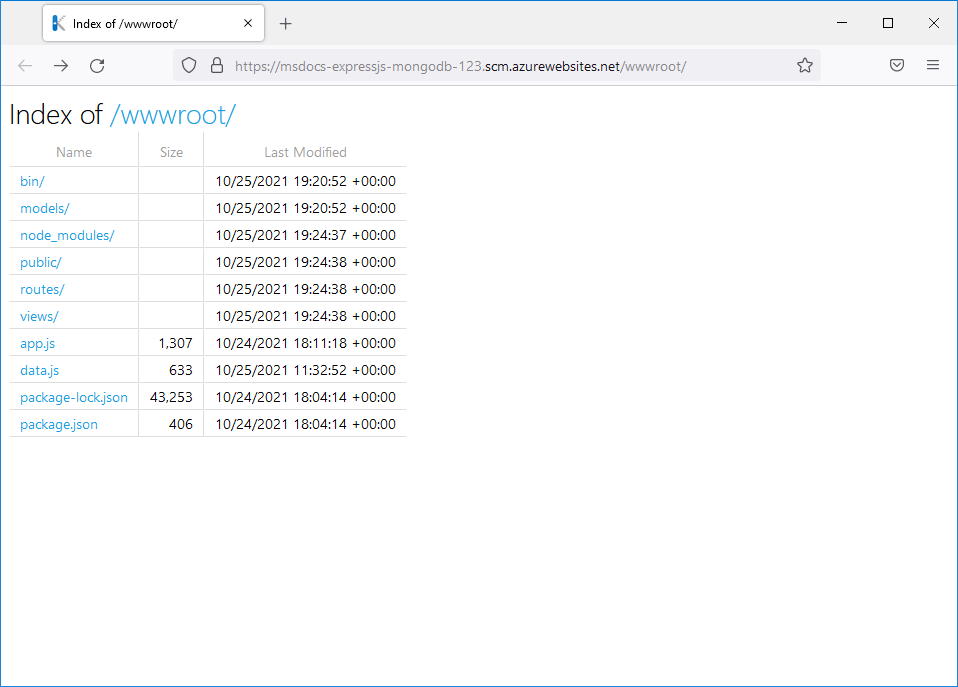 Index of /wwwroot/
https://msdocs-expressjs-mongodb-123.scm.azurewebsites.net/wwwroot/
Index of /wwwroot/
Name Size Last Modified
bin/ 10/25/2021 19:20:52 +00:00
models/ 10/25/2021 19:20:52 +00:00
node_modules/ 10/25/2021 19:24:37 +00:00
public/ 10/25/2021 19:24:38 +00:00
routes/ 10/25/2021 19:24:38 +00:00
views/ 10/25/2021 19:24:38 +00:00
app.js 1,307 10/24/2021 18:11:18 +00:00
data.js 633 10/25/2021 11:32:52 +00:00
package-lock.json 43,253 10/24/2021 18:04:14 +00:00
package.json 406 10/24/2021 18:04:14 +00:00